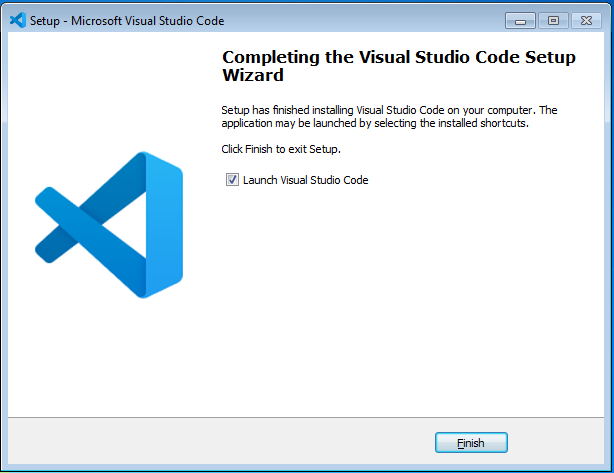 Setup - Microsoft Visual Studio Code
Completing the Visual Studio Code Setup
Wizard
Setup has finished installing Visual Studio Code on your computer. The
application may be launched by selecting the installed shortcuts.
Click Finish to exit Setup.
Launch Visual Studio Code
Finish